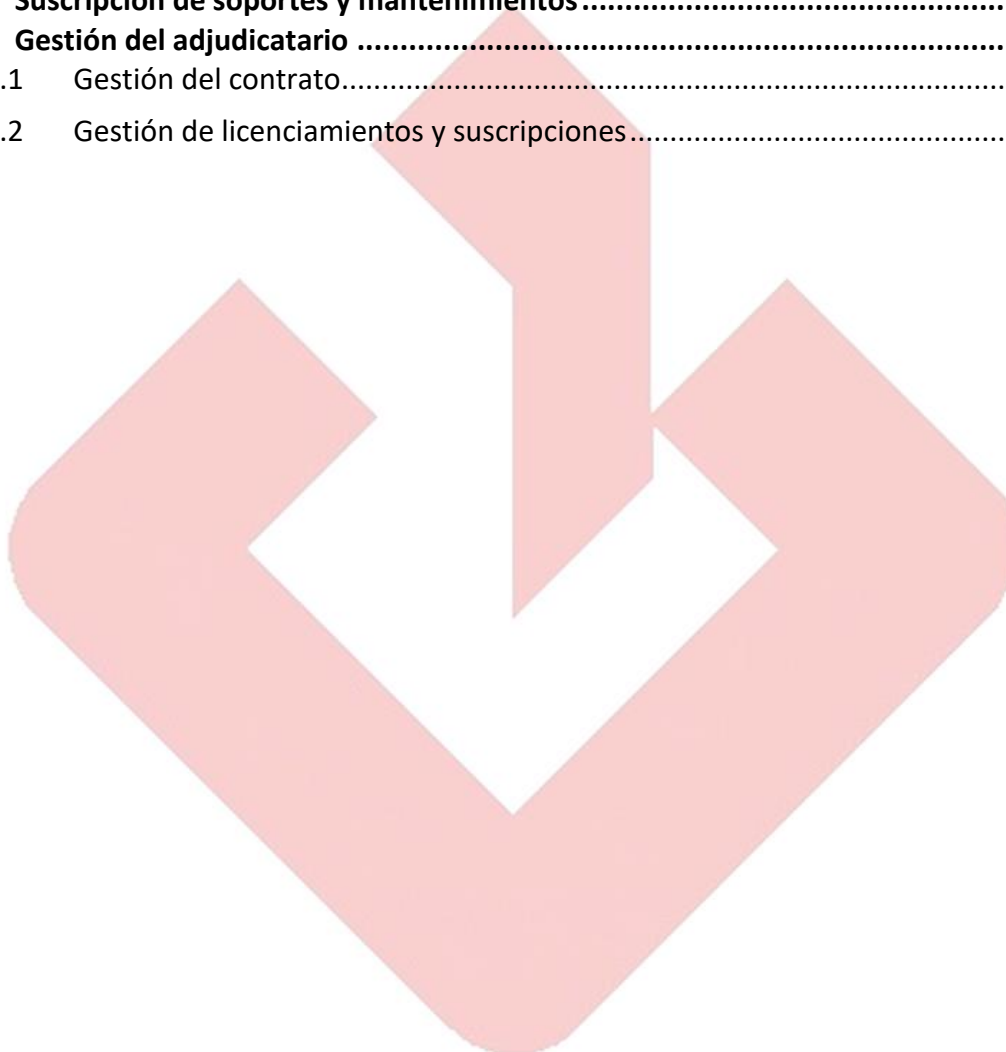 Suscripción de soportes y mantenimientos................................................
Gestión del adjudicatario ...........................................................................
.1 Gestión del contrato...............................................................................
.2 Gestión de licenciamientos y suscripciones.............................................